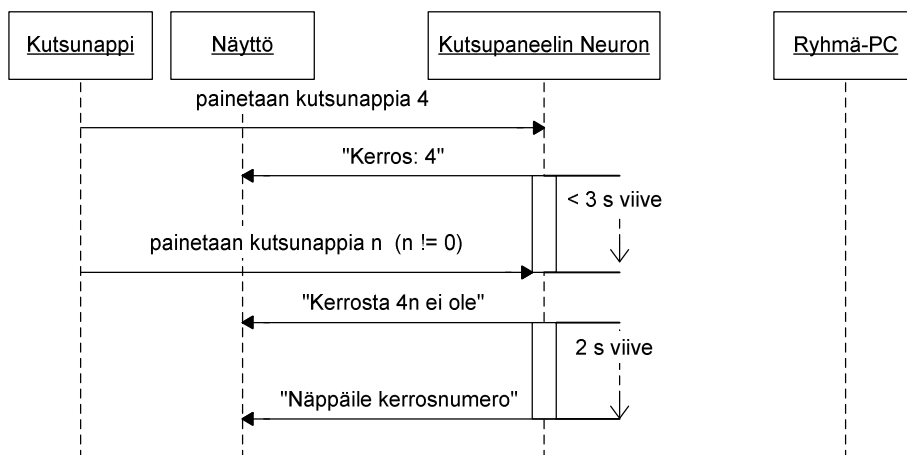 Kutsunappi
Näyttö
Kutsupaneelin Neuron
Ryhmä-PC
painetaan kutsunappia 4
"Kerros: 4"
< 3 s viive
painetaan kutsunappia n (n != 0)
"Kerrosta 4n ei ole"
2 s viive
"Näppäile kerrosnumero"